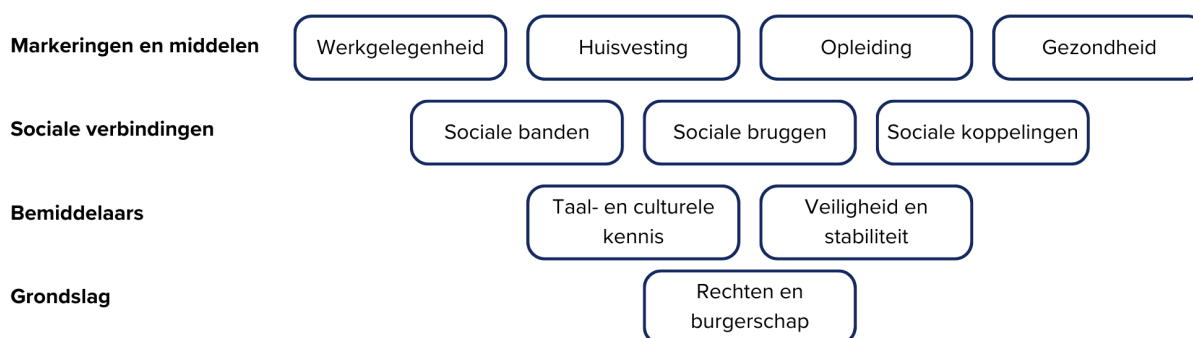 Markeringen en middelen
Werkgelegenheid
Huisvesting
Opleiding
Gezondheid
Sociale verbindingen
Sociale banden
Sociale bruggen
Sociale koppelingen
Bemiddelaars
Taal- en culturele
kennis
Veiligheid en
stabiliteit
Grondslag
Rechten en
burgerschap